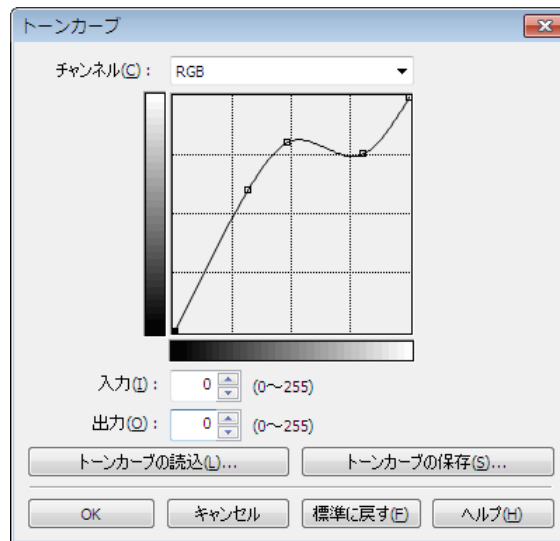 トーンカーブ
チャンネル(C)： RGB
入力(I)： 0 (0～255)
出力(O)： 0 (0～255)
トーンカーブの読込(L)... トーンカーブの保存(S)...
OK キャンセル 標準に戻す(F) ヘルプ(H)